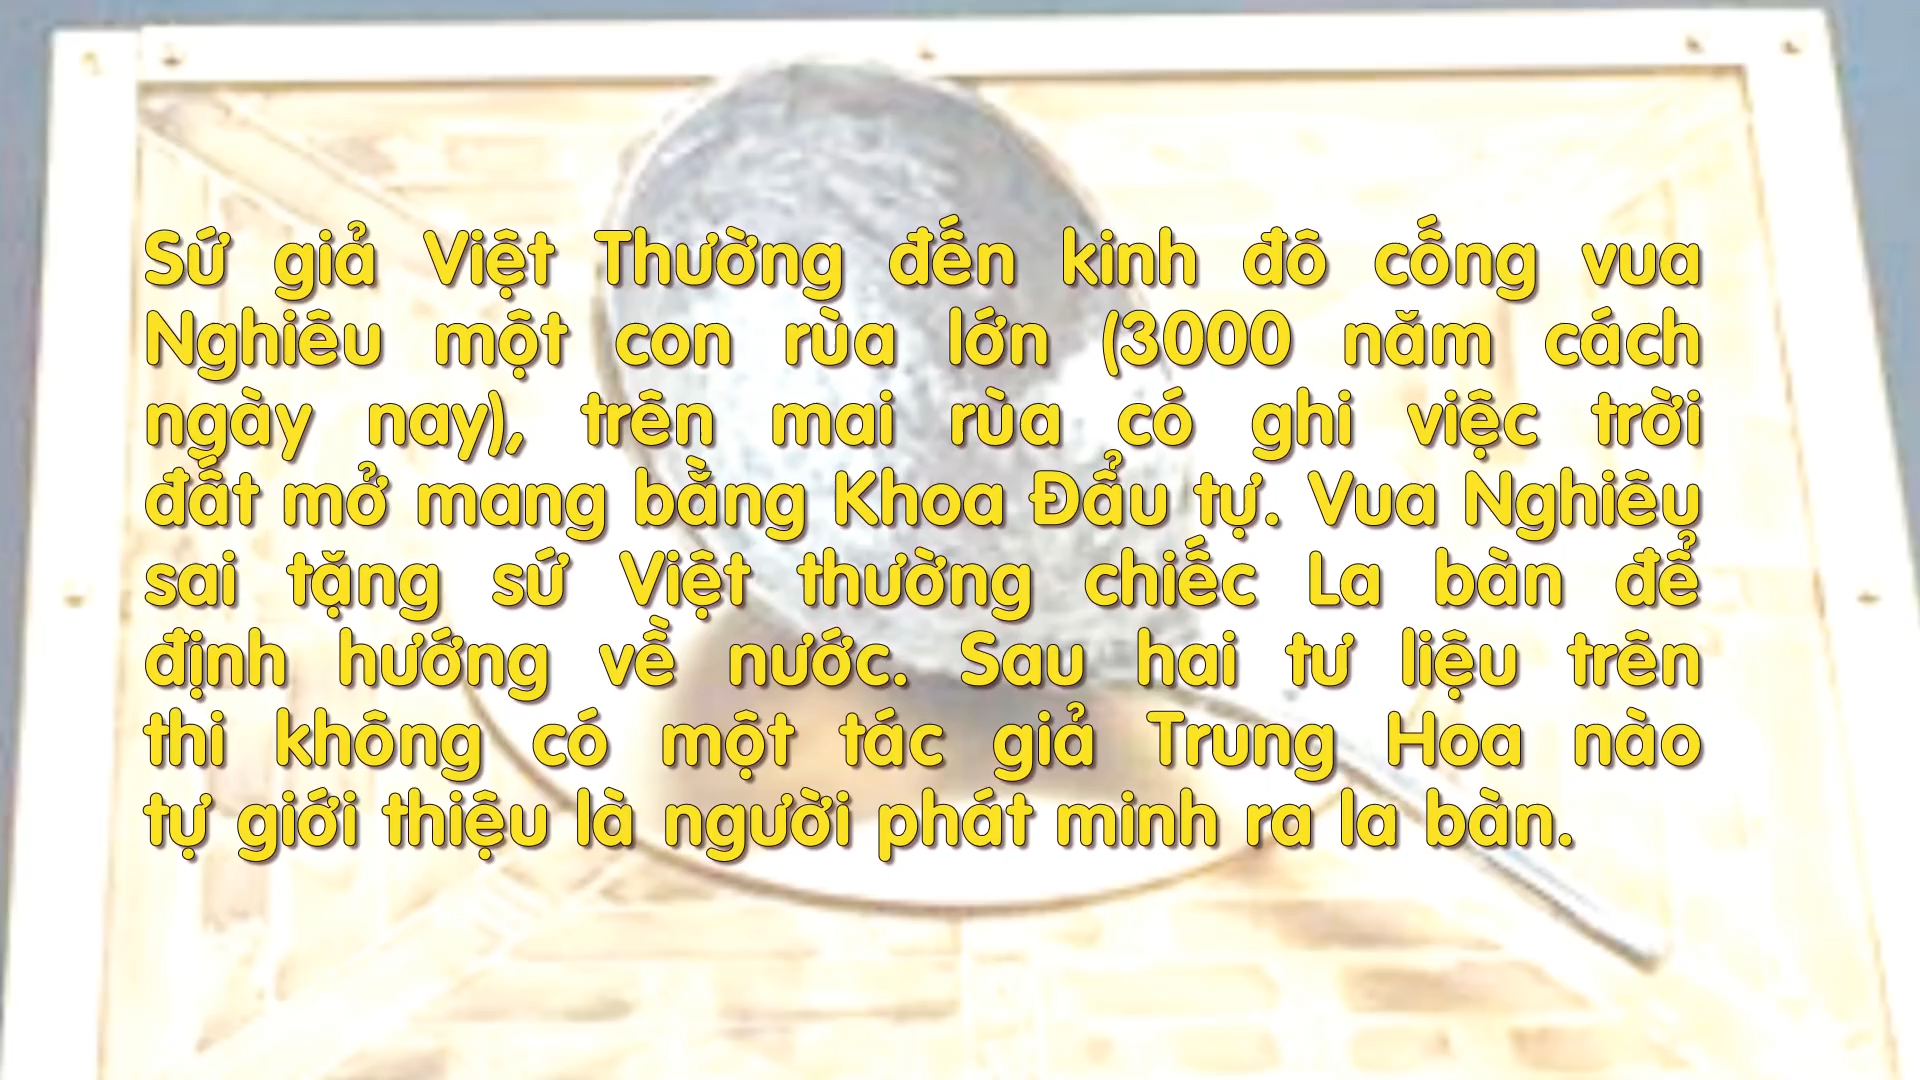 Sứ giả Việt Thường đến kinh đô cống vua
Nghiêu một con rùa lớn (3000 năm cách
ngày nay), trên mai rùa có ghi việc trời
đất mở mang bằng Khoa Đẩu tự. Vua Nghiêu
sai tặng sứ Việt thường chiếc La bàn để
định hướng về nước. Sau hai tư liệu trên
thi không có một tác giả Trung Hoa nào
tự giới thiệu là người phát minh ra la bàn.